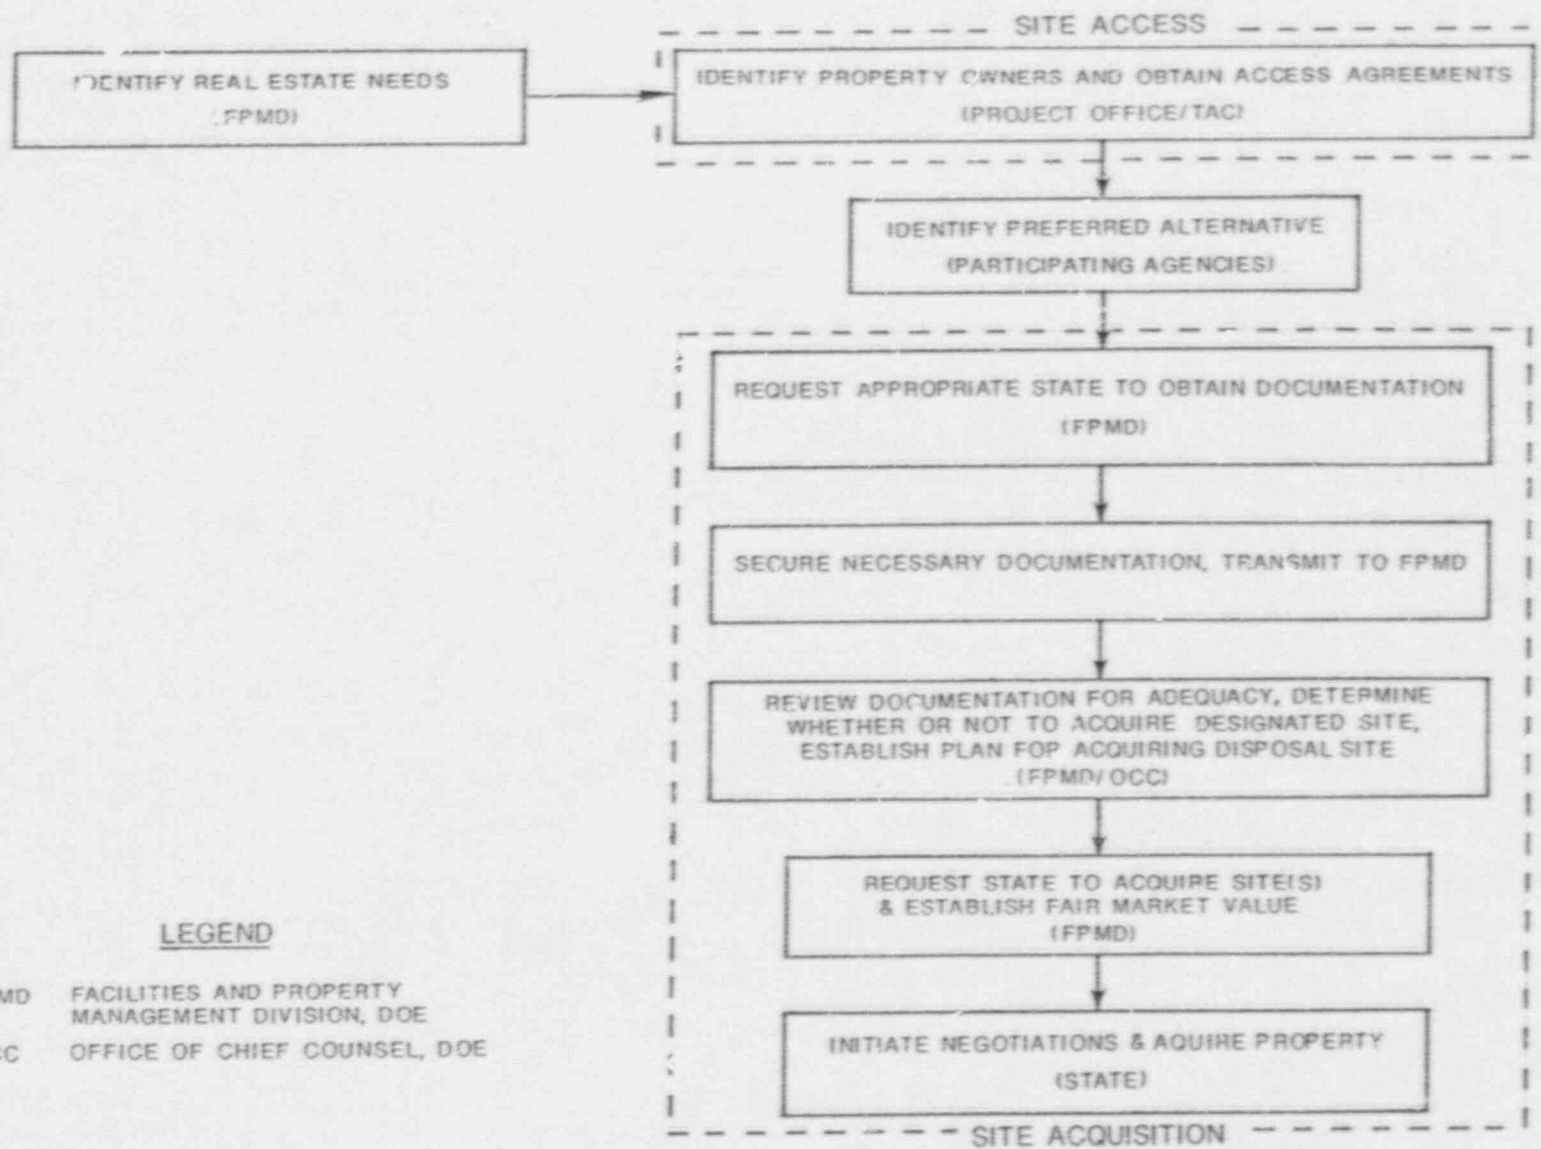 SITE ACCESS
IDENTIFY REAL ESTATE NEEDS
(FPMD)
IDENTIFY PROPERTY OWNERS AND OBTAIN ACCESS AGREEMENTS
(PROJECT OFFICE/TAC)
IDENTIFY PREFERRED ALTERNATIVE
(PARTICIPATING AGENCIES)
REQUEST APPROPRIATE STATE TO OBTAIN DOCUMENTATION
(FPMD)
SECURE NECESSARY DOCUMENTATION, TRANSMIT TO FPMD
REVIEW DOCUMENTATION FOR ADEQUACY, DETERMINE
WHETHER OR NOT TO ACQUIRE DESIGNATED SITE,
ESTABLISH PLAN FOR ACQUIRING DISPOSAL SITE
(FPMD/OCC)
REQUEST STATE TO ACQUIRE SITE(S)
& ESTABLISH FAIR MARKET VALUE
(FPMD)
INITIATE NEGOTIATIONS & AQUIRE PROPERTY
(STATE)
SITE ACQUISITION
LEGEND
MD FACILITIES AND PROPERTY
MANAGEMENT DIVISION, DOE
CC OFFICE OF CHIEF COUNSEL, DOE